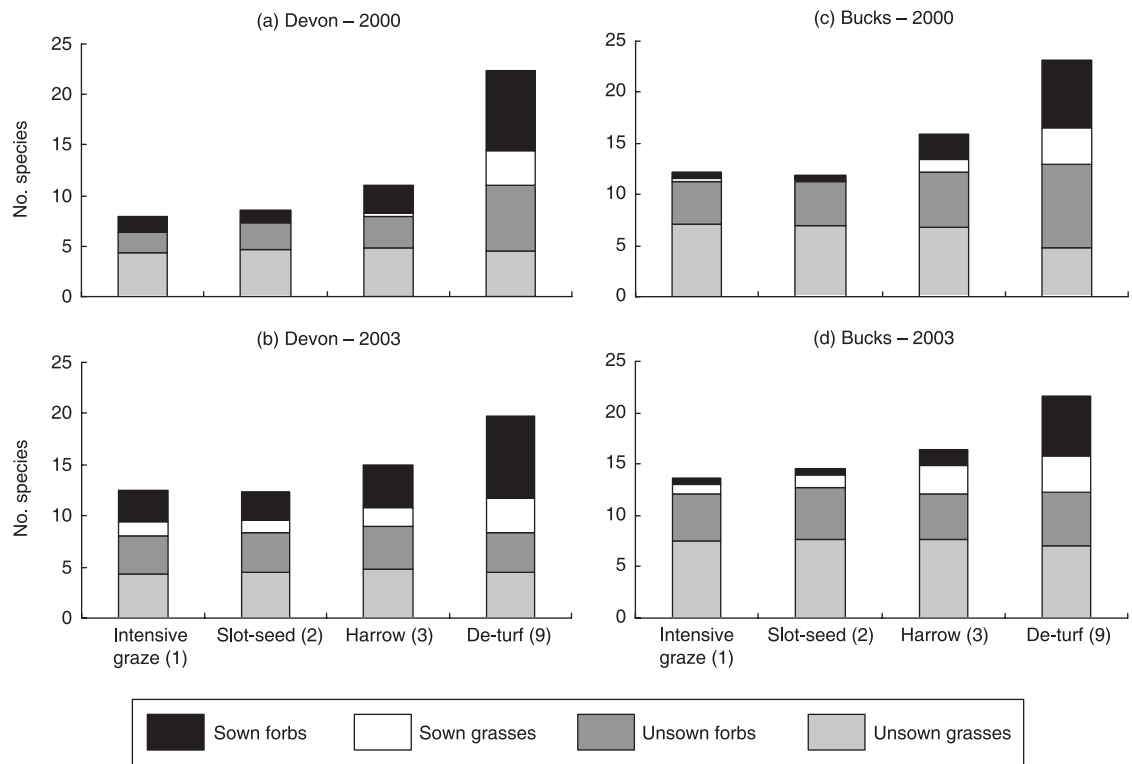 (a) Devon – 2000
25
20
15
10
5
0
No. species
(c) Bucks – 2000
25
20
15
10
5
0
(b) Devon – 2003
25
20
15
10
5
0
No. species
Intensive
graze (1)
Slot-seed (2)
Harrow (3)
De-turf (9)
(d) Bucks – 2003
25
20
15
10
5
0
Intensive
graze (1)
Slot-seed (2)
Harrow (3)
De-turf (9)
Sown forbs
Sown grasses
Unsown forbs
Unsown grasses